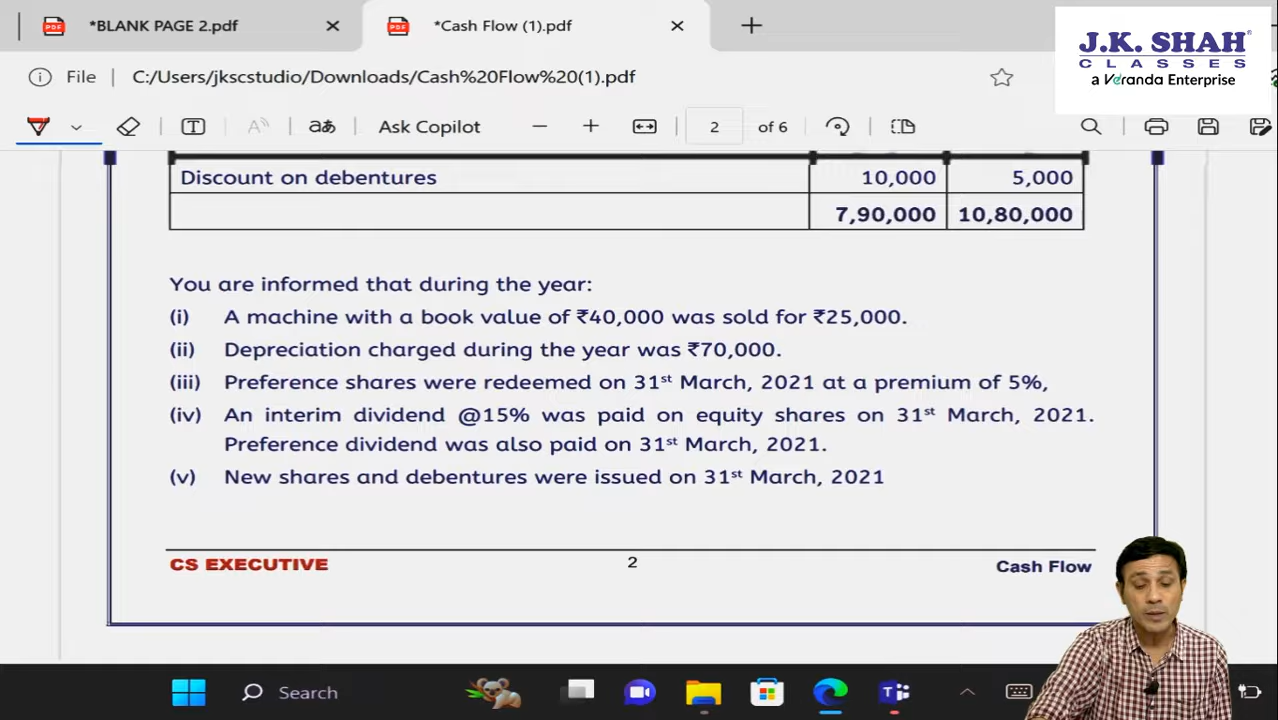 *BLANK PAGE 2.pdf
*Cash Flow (1).pdf
J.K. SHAH®
CLASSES
a Veranda Enterprise
File
C:/Users/jkscstudio/Downloads/Cash%20Flow%20(1).pdf
Ask Copilot
2 of 6
Discount on debentures 10,000 5,000
7,90,000 10,80,000
You are informed that during the year:
(i) A machine with a book value of ₹40,000 was sold for ₹25,000.
(ii) Depreciation charged during the year was ₹70,000.
(iii) Preference shares were redeemed on 31st March, 2021 at a premium of 5%,
(iv) An interim dividend @15% was paid on equity shares on 31st March, 2021.
Preference dividend was also paid on 31st March, 2021.
(v) New shares and debentures were issued on 31st March, 2021
CS EXECUTIVE 2 Cash Flow
Search